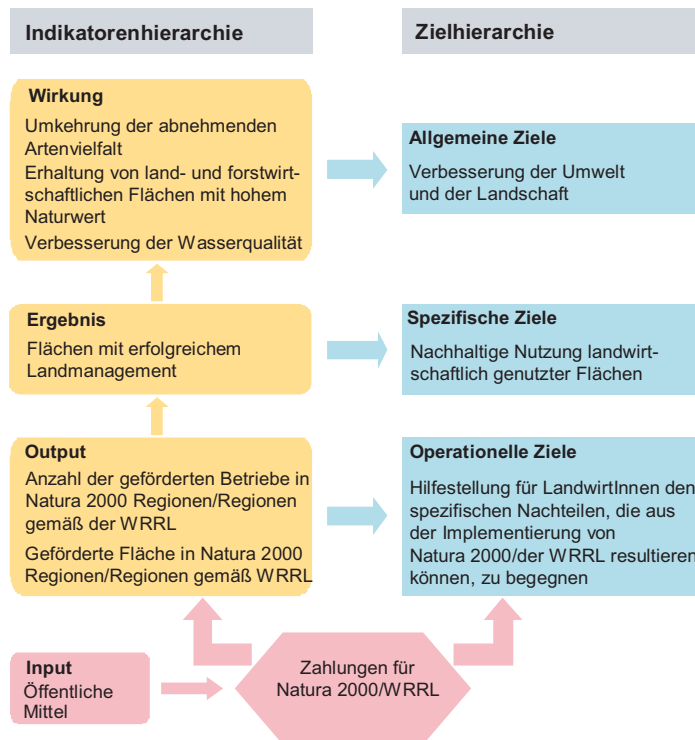 Indikatorenhierarchie
Zielhierarchie
Wirkung
Umkehrung der abnehmenden
Artenvielfalt
Erhaltung von land- und forstwirt-
schaftlichen Flächen mit hohem
Naturwert
Verbesserung der Wasserqualität
Allgemeine Ziele
Verbesserung der Umwelt
und der Landschaft
Ergebnis
Flächen mit erfolgreichem
Landmanagement
Spezifische Ziele
Nachhaltige Nutzung landwirt-
schaftlich genutzter Flächen
Output
Anzahl der geförderten Betriebe in
Natura 2000 Regionen/Regionen
gemäß der WRRL
Geförderte Fläche in Natura 2000
Regionen/Regionen gemäß WRRL
Operationelle Ziele
Hilfestellung für LandwirtInnen den
spezifischen Nachteilen, die aus
der Implementierung von
Natura 2000/der WRRL resultieren
können, zu begegnen
Input
Öffentliche
Mittel
Zahlungen für
Natura 2000/WRRL